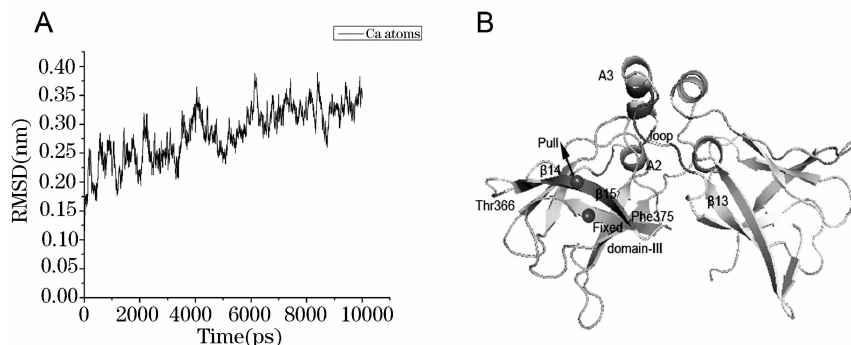 A
Ca atoms
0.40
0.35
0.30
0.25
0.20
0.15
0.10
0.05
0.00
RMSD(nm)
0 2000 4000 6000 8000 10000
Time(ps)
B
A3
loop
Pull
A2
β14
β15
β13
Thr366
Phe375
Fixed
domain-III